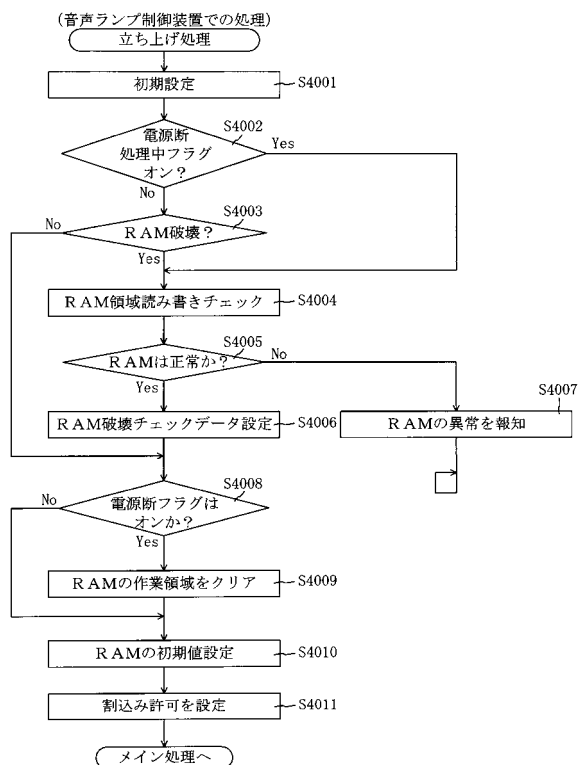 (音声ランプ制御装置での処理)
立ち上げ処理
初期設定
S4001
電源断
処理中フラグ
オン?
S4002
Yes
No
RAM破壊?
S4003
No
Yes
RAM領域読み書きチェック
S4004
RAMは正常か?
S4005
No
Yes
RAM破壊チェックデータ設定
S4006
S4007
RAMの異常を報知
電源断フラグは
オンか?
S4008
No
Yes
RAMの作業領域をクリア
S4009
RAMの初期値設定
S4010
割込み許可を設定
S4011
メイン処理へ